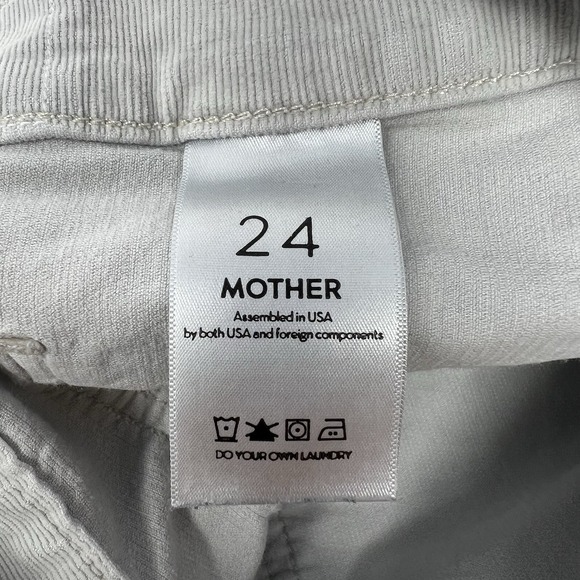 24
MOTHER
Assembled in USA
by both USA and foreign components
DO YOUR OWN LAUNDRY